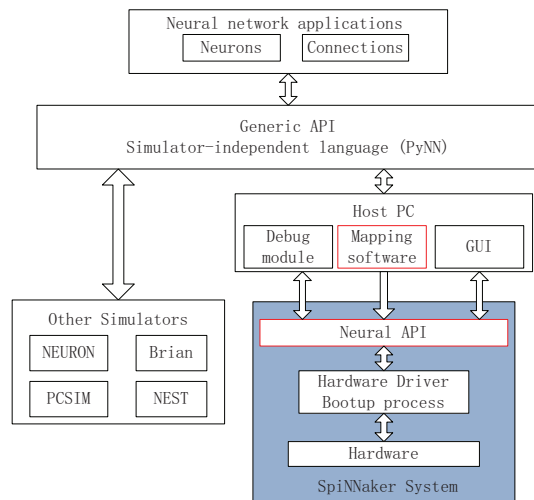 Neural network applications
Neurons
Connections
Generic API
Simulator-independent language (PyNN)
Host PC
Debug module
Mapping software
GUI
Other Simulators
NEURON
Brian
PCSIM
NEST
Neural API
Hardware Driver
Bootup process
Hardware
SpiNNaker System